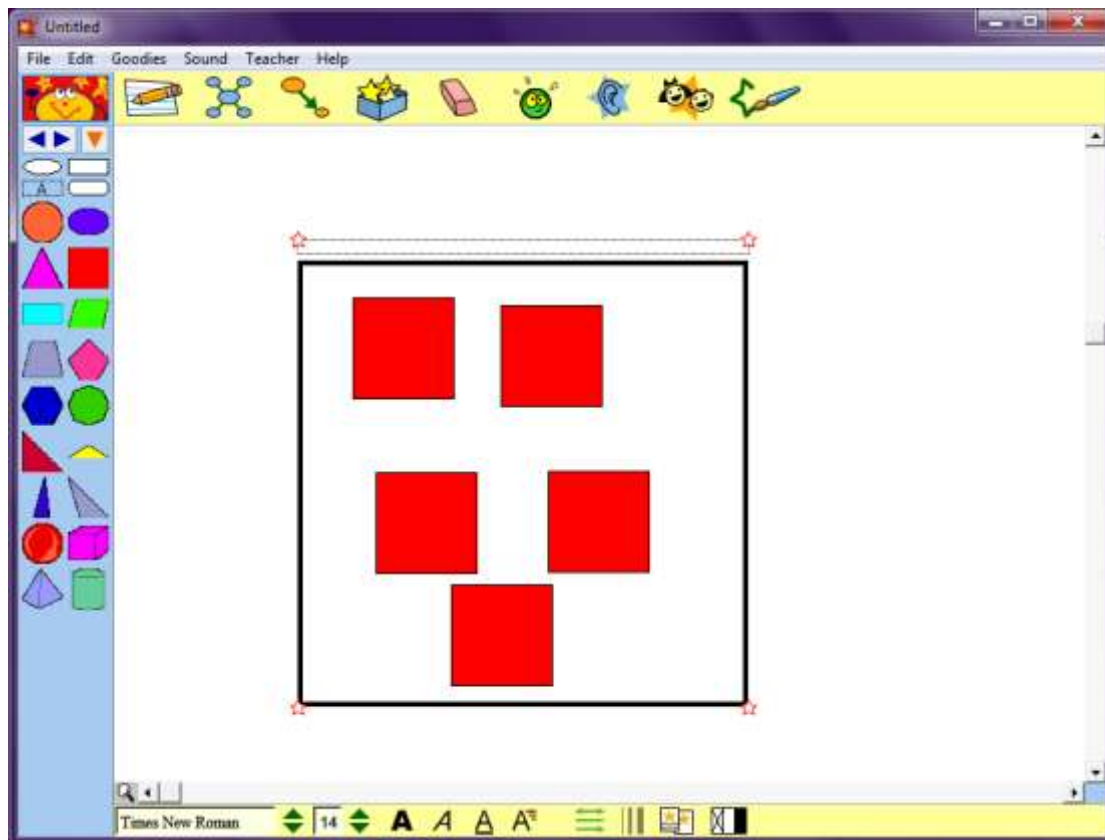 Untitled
File Edit Goodies Sound Teacher Help
A
Times New Roman 14 A A A A